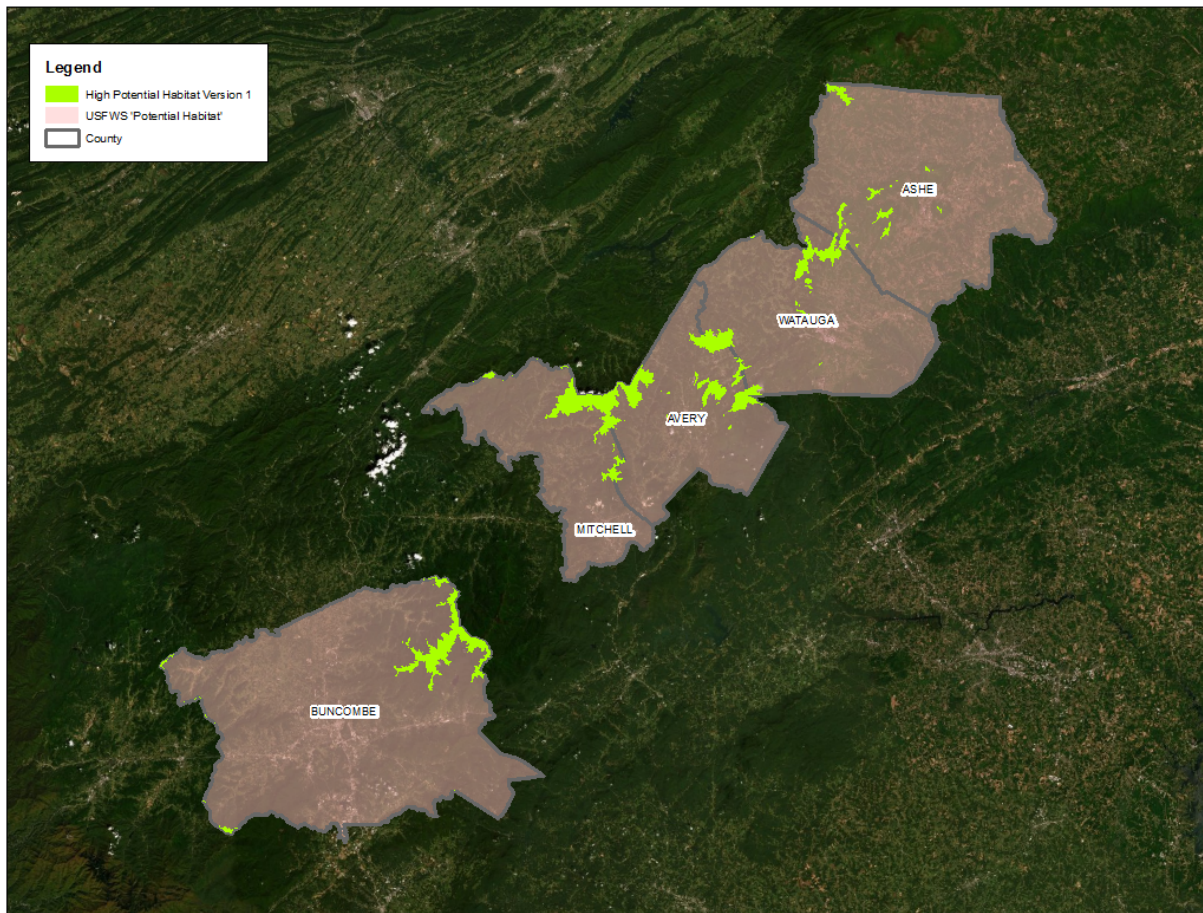 Legend
High Potential Habitat Version 1
USFWS 'Potential Habitat'
County
ASHE
WATAUGA
AVERY
MITCHELL
BUNCOMBE